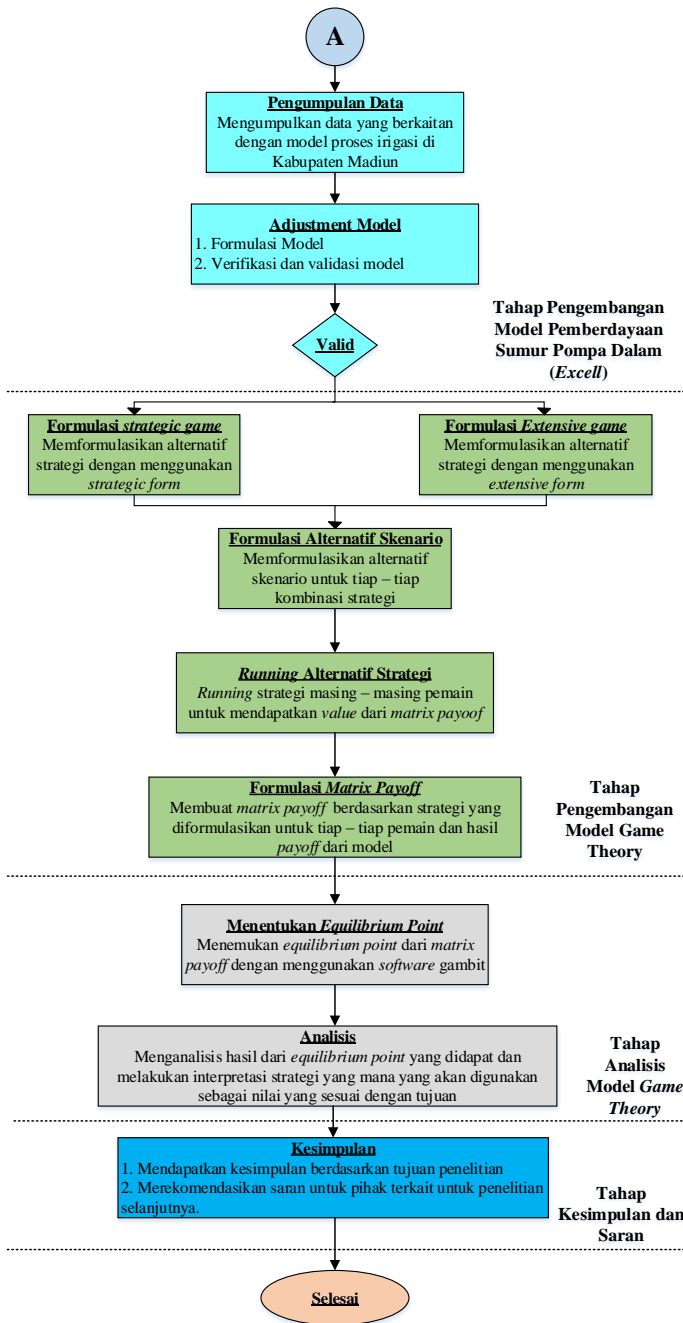 A
Pengumpulan Data
Mengumpulkan data yang berkaitan
dengan model proses irigasi di
Kabupaten Madiun
Adjustment Model
1. Formulasi Model
2. Verifikasi dan validasi model
Valid
Tahap Pengembangan
Model Pemberdayaan
Sumur Pompa Dalam
(Excell)
Formulasi strategic game
Memformulasikan alternatif
strategi dengan menggunakan
strategic form
Formulasi Extensive game
Memformulasikan alternatif
strategi dengan menggunakan
extensive form
Formulasi Alternatif Skenario
Memformulasikan alternatif
skenario untuk tiap – tiap
kombinasi strategi
Running Alternatif Strategi
Running strategi masing – masing pemain
untuk mendapatkan value dari matrix payoof
Formulasi Matrix Payoff
Membuat matrix payoff berdasarkan strategi yang
diformulasikan untuk tiap – tiap pemain dan hasil
payoff dari model
Tahap
Pengembangan
Model Game
Theory
Menentukan Equilibrium Point
Menemukan equilibrium point dari matrix
payoff dengan menggunakan software gambit
Analisis
Menganalisis hasil dari equilibrium point yang didapat dan
melakukan interpretasi strategi yang mana yang akan digunakan
sebagai nilai yang sesuai dengan tujuan
Tahap
Analisis
Model Game
Theory
Kesimpulan
1. Mendapatkan kesimpulan berdasarkan tujuan penelitian
2. Merekomendasikan saran untuk pihak terkait untuk penelitian
selanjutnya.
Tahap
Kesimpulan dan
Saran
Selesai